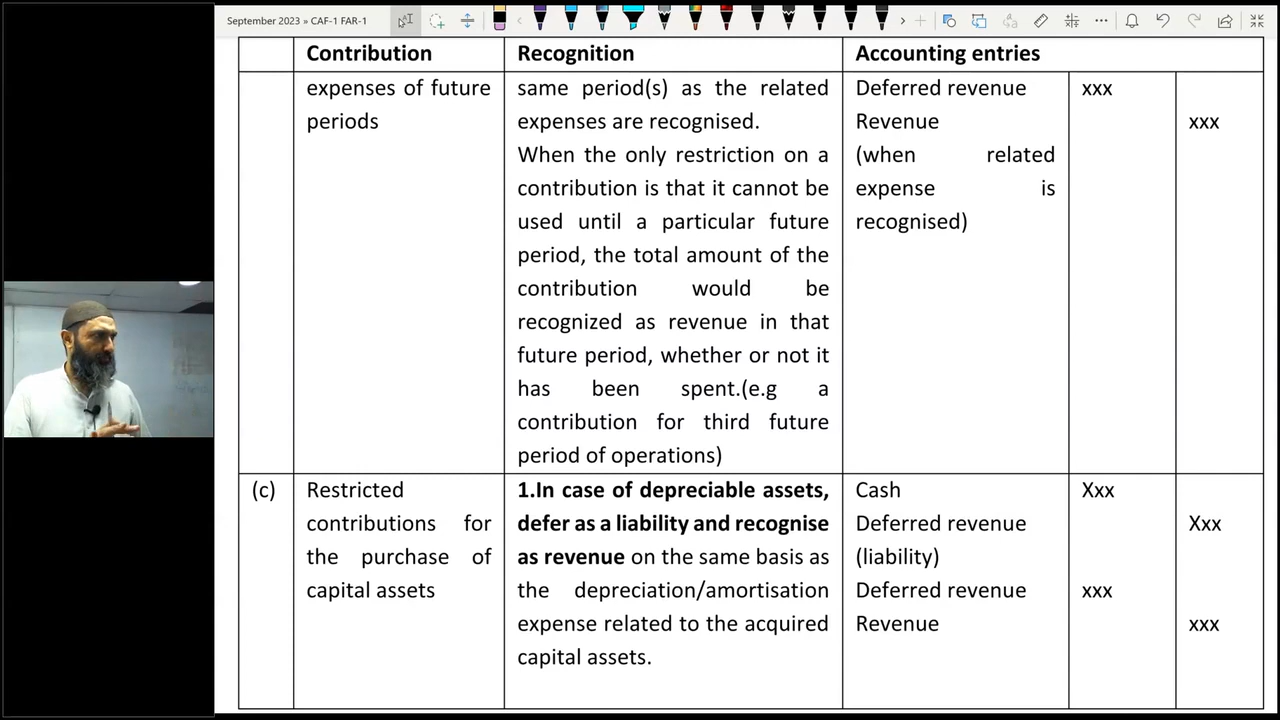 September 2023 » CAF-1 FAR-1
Contribution Recognition Accounting entries
expenses of future
periods
same period(s) as the related
expenses are recognised.
When the only restriction on a
contribution is that it cannot be
used until a particular future
period, the total amount of the
contribution would be
recognized as revenue in that
future period, whether or not it
has been spent.(e.g a
contribution for third future
period of operations)
Deferred revenue xxx
Revenue xxx
(when related
expense is
recognised)
(c) Restricted
contributions for
the purchase of
capital assets
1.In case of depreciable assets,
defer as a liability and recognise
as revenue on the same basis as
the depreciation/amortisation
expense related to the acquired
capital assets.
Cash Xxx
Deferred revenue Xxx
(liability)
Deferred revenue xxx
Revenue xxx